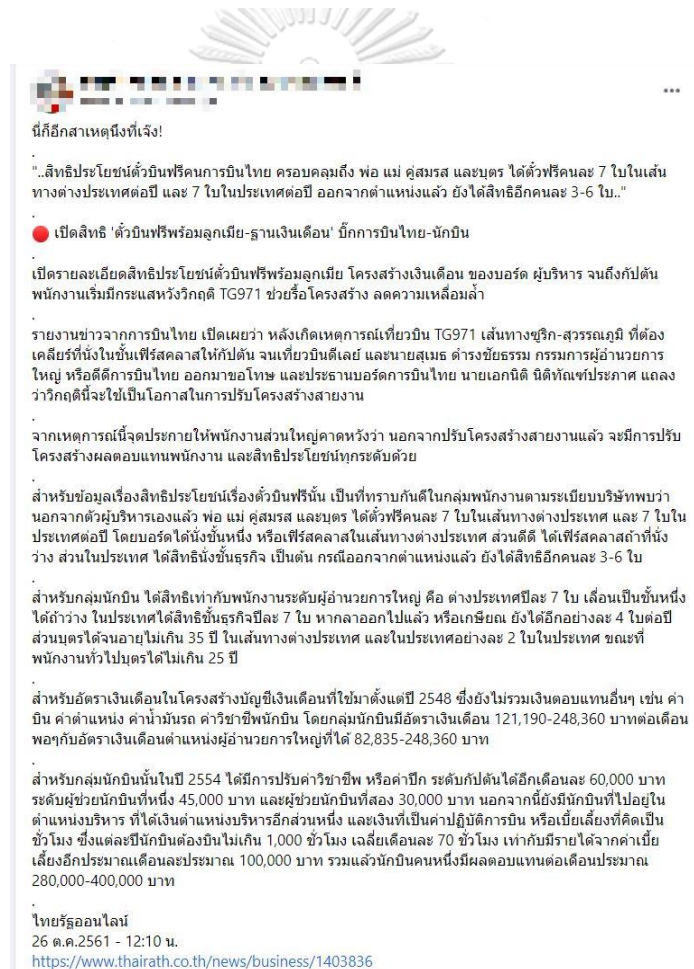 นี่ก็อีกสาเหตุนึงที่เจ๊ง!
.
"..สิทธิประโยชน์ตั๋วบินฟรีคนการบินไทย ครอบคลุมถึง พ่อ แม่ คู่สมรส และบุตร ได้ตั๋วฟรีคนละ 7 ใบในเส้น
ทางต่างประเทศต่อปี และ 7 ใบในประเทศต่อปี ออกจากตำแหน่งแล้ว ยังได้สิทธิอีกคนละ 3-6 ใบ.."
.
🔴 เปิดสิทธิ 'ตั๋วบินฟรีพร้อมลูกเมีย-ฐานเงินเดือน' บิ๊กการบินไทย-นักบิน
.
เปิดรายละเอียดสิทธิประโยชน์ตั๋วบินฟรีพร้อมลูกเมีย โครงสร้างเงินเดือน ของบอร์ด ผู้บริหาร จนถึงกัปตัน
พนักงานเริ่มมีกระแสหวังวิกฤติ TG971 ช่วยรื้อโครงสร้าง ลดความเหลื่อมล้ำ
.
รายงานข่าวจากการบินไทย เปิดเผยว่า หลังเกิดเหตุการณ์เที่ยวบิน TG971 เส้นทางซูริก-สุวรรณภูมิ ที่ต้อง
เคลียร์ที่นั่งในชั้นเฟิร์สคลาสให้กัปตัน จนเที่ยวบินดีเลย์ และนายสุเมธ ดำรงชัยธรรม กรรมการผู้อำนวยการ
ใหญ่ หรือดีดีการบินไทย ออกมาขอโทษ และประธานบอร์ดการบินไทย นายเอกนิติ นิติทัณฑ์ประภาศ แถลง
ว่าวิกฤตินี้จะใช้เป็นโอกาสในการปรับโครงสร้างสายงาน
.
จากเหตุการณ์นี้จุดประกายให้พนักงานส่วนใหญ่คาดหวังว่า นอกจากปรับโครงสร้างสายงานแล้ว จะมีการปรับ
โครงสร้างผลตอบแทนพนักงาน และสิทธิประโยชน์ทุกระดับด้วย
.
สำหรับข้อมูลเรื่องสิทธิประโยชน์เรื่องตั๋วบินฟรีนั้น เป็นที่ทราบกันดีในกลุ่มพนักงานตามระเบียบบริษัทพบว่า
นอกจากตัวผู้บริหารเองแล้ว พ่อ แม่ คู่สมรส และบุตร ได้ตั๋วฟรีคนละ 7 ใบในเส้นทางต่างประเทศ และ 7 ใบใน
ประเทศต่อปี โดยบอร์ดได้นั่งชั้นหนึ่ง หรือเฟิร์สคลาสในเส้นทางต่างประเทศ ส่วนดีดี ได้เฟิร์สคลาสถ้าที่นั่ง
ว่าง ส่วนในประเทศ ได้สิทธินั่งชั้นธุรกิจ เป็นต้น กรณีออกจากตำแหน่งแล้ว ยังได้สิทธิอีกคนละ 3-6 ใบ
.
สำหรับกลุ่มนักบิน ได้สิทธิเท่ากับพนักงานระดับผู้อำนวยการใหญ่ คือ ต่างประเทศปีละ 7 ใบ เลื่อนเป็นชั้นหนึ่ง
ได้ถ้าว่าง ในประเทศได้สิทธิชั้นธุรกิจปีละ 7 ใบ หากลาออกไปแล้ว หรือเกษียณ ยังได้อีกอย่างละ 4 ใบต่อปี
ส่วนบุตรได้จนอายุไม่เกิน 35 ปี ในเส้นทางต่างประเทศ และในประเทศอย่างละ 2 ใบในประเทศ ขณะที่
พนักงานทั่วไปบุตรได้ไม่เกิน 25 ปี
.
สำหรับอัตราเงินเดือนในโครงสร้างบัญชีเงินเดือนที่ใช้มาตั้งแต่ปี 2548 ซึ่งยังไม่รวมเงินตอบแทนอื่นๆ เช่น ค่า
บิน ค่าตำแหน่ง ค่าน้ำมันรถ ค่าวิชาชีพนักบิน โดยกลุ่มนักบินมีอัตราเงินเดือน 121,190-248,360 บาทต่อเดือน
พอๆกับอัตราเงินเดือนตำแหน่งผู้อำนวยการใหญ่ที่ได้ 82,835-248,360 บาท
.
สำหรับกลุ่มนักบินนั้นในปี 2554 ได้มีการปรับค่าวิชาชีพ หรือค่าปีก ระดับกัปตันได้อีกเดือนละ 60,000 บาท
ระดับผู้ช่วยนักบินที่หนึ่ง 45,000 บาท และผู้ช่วยนักบินที่สอง 30,000 บาท นอกจากนี้ยังมีนักบินที่ไปอยู่ใน
ตำแหน่งบริหาร ที่ได้เงินตำแหน่งบริหารอีกส่วนหนึ่ง และเงินที่เป็นค่าปฏิบัติการบิน หรือเบี้ยเลี้ยงที่คิดเป็น
ชั่วโมง ซึ่งแต่ละปีนักบินต้องบินไม่เกิน 1,000 ชั่วโมง เฉลี่ยเดือนละ 70 ชั่วโมง เท่ากับมีรายได้จากค่าเบี้ย
เลี้ยงอีกประมาณเดือนละประมาณ 100,000 บาท รวมแล้วนักบินคนหนึ่งมีผลตอบแทนต่อเดือนประมาณ
280,000-400,000 บาท
.
ไทยรัฐออนไลน์
26 ต.ค.2561 - 12:10 น.
https://www.thairath.co.th/news/business/1403836